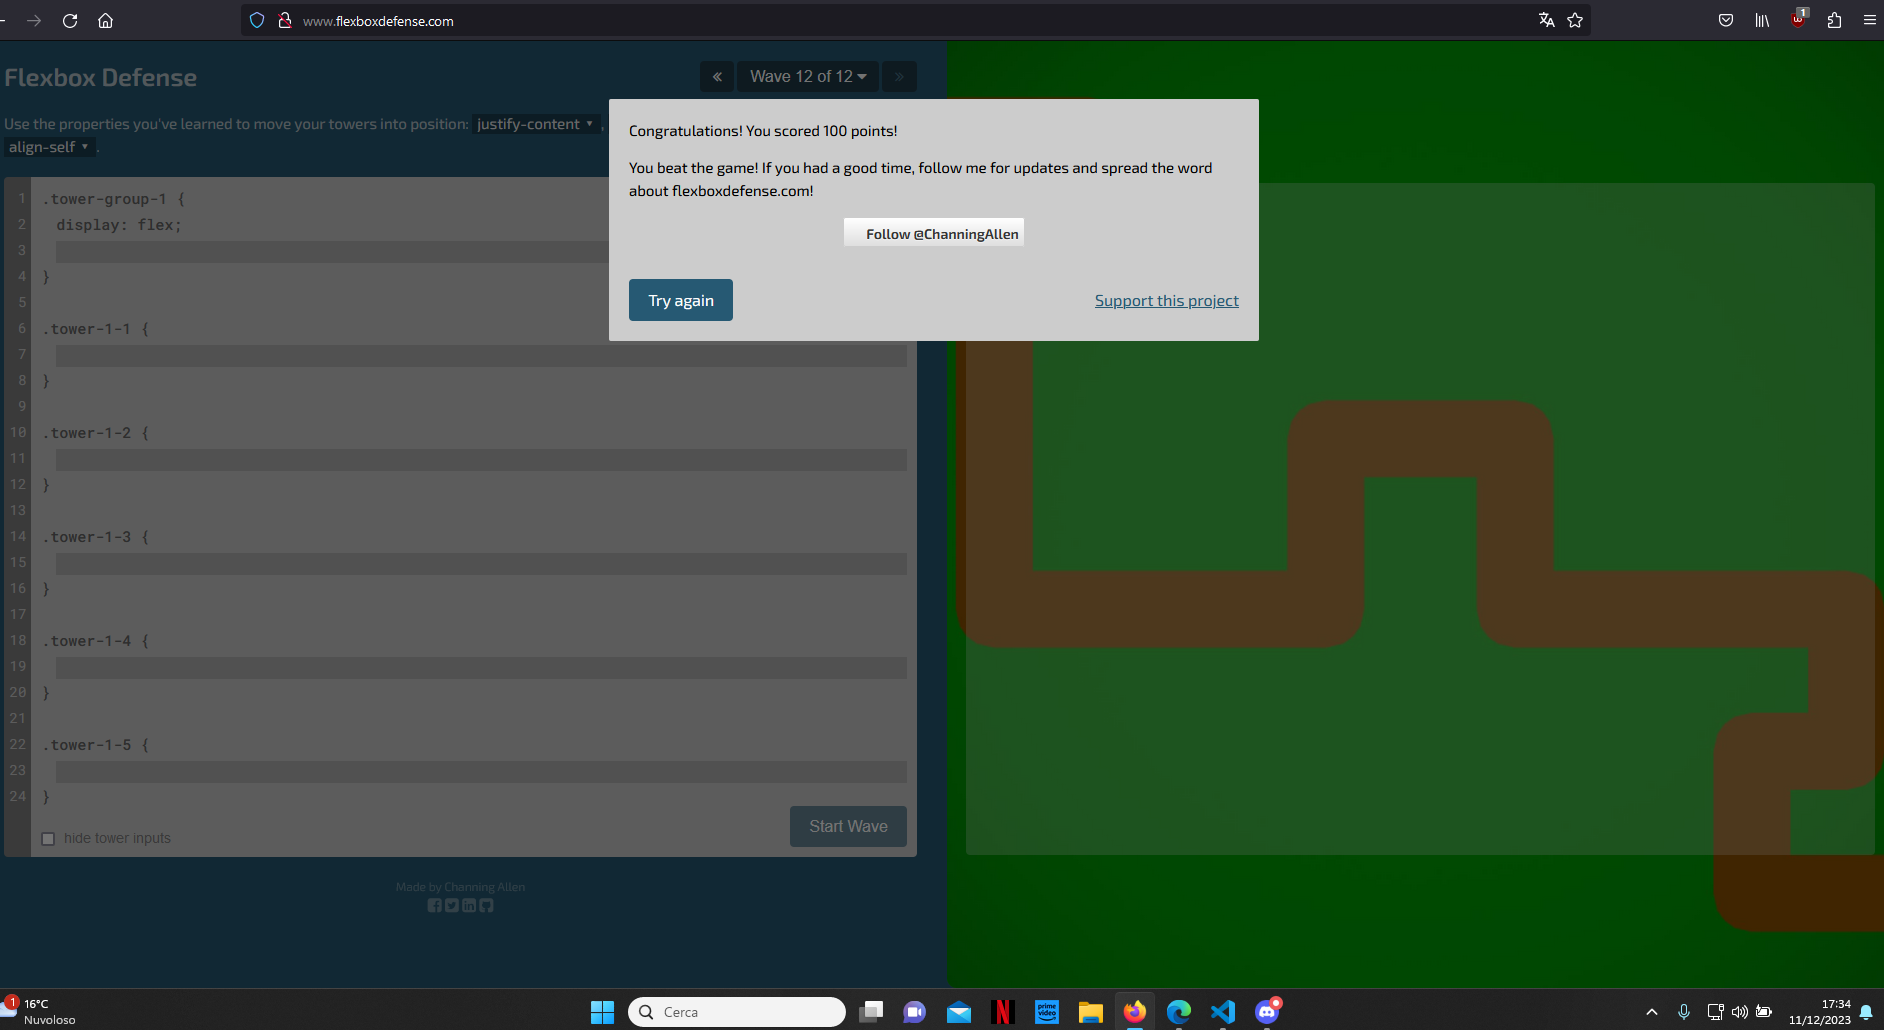 www.flexboxdefense.com
1
Flexbox Defense
« Wave 12 of 12 »
Use the properties you've learned to move your towers into position: justify-content ,
align-self .
Congratulations! You scored 100 points!
You beat the game! If you had a good time, follow me for updates and spread the word
about flexboxdefense.com!
Follow @ChanningAllen
Try again
Support this project
1 .tower-group-1 {
2 display: flex;
3
4 }
5
6 .tower-1-1 {
7
8 }
9
10 .tower-1-2 {
11
12 }
13
14 .tower-1-3 {
15
16 }
17
18 .tower-1-4 {
19
20 }
21
22 .tower-1-5 {
23
24 }
hide tower inputs
Start Wave
Made by Channing Allen
1
16°C
Nuvoloso
Cerca
prime
video
17:34
11/12/2023